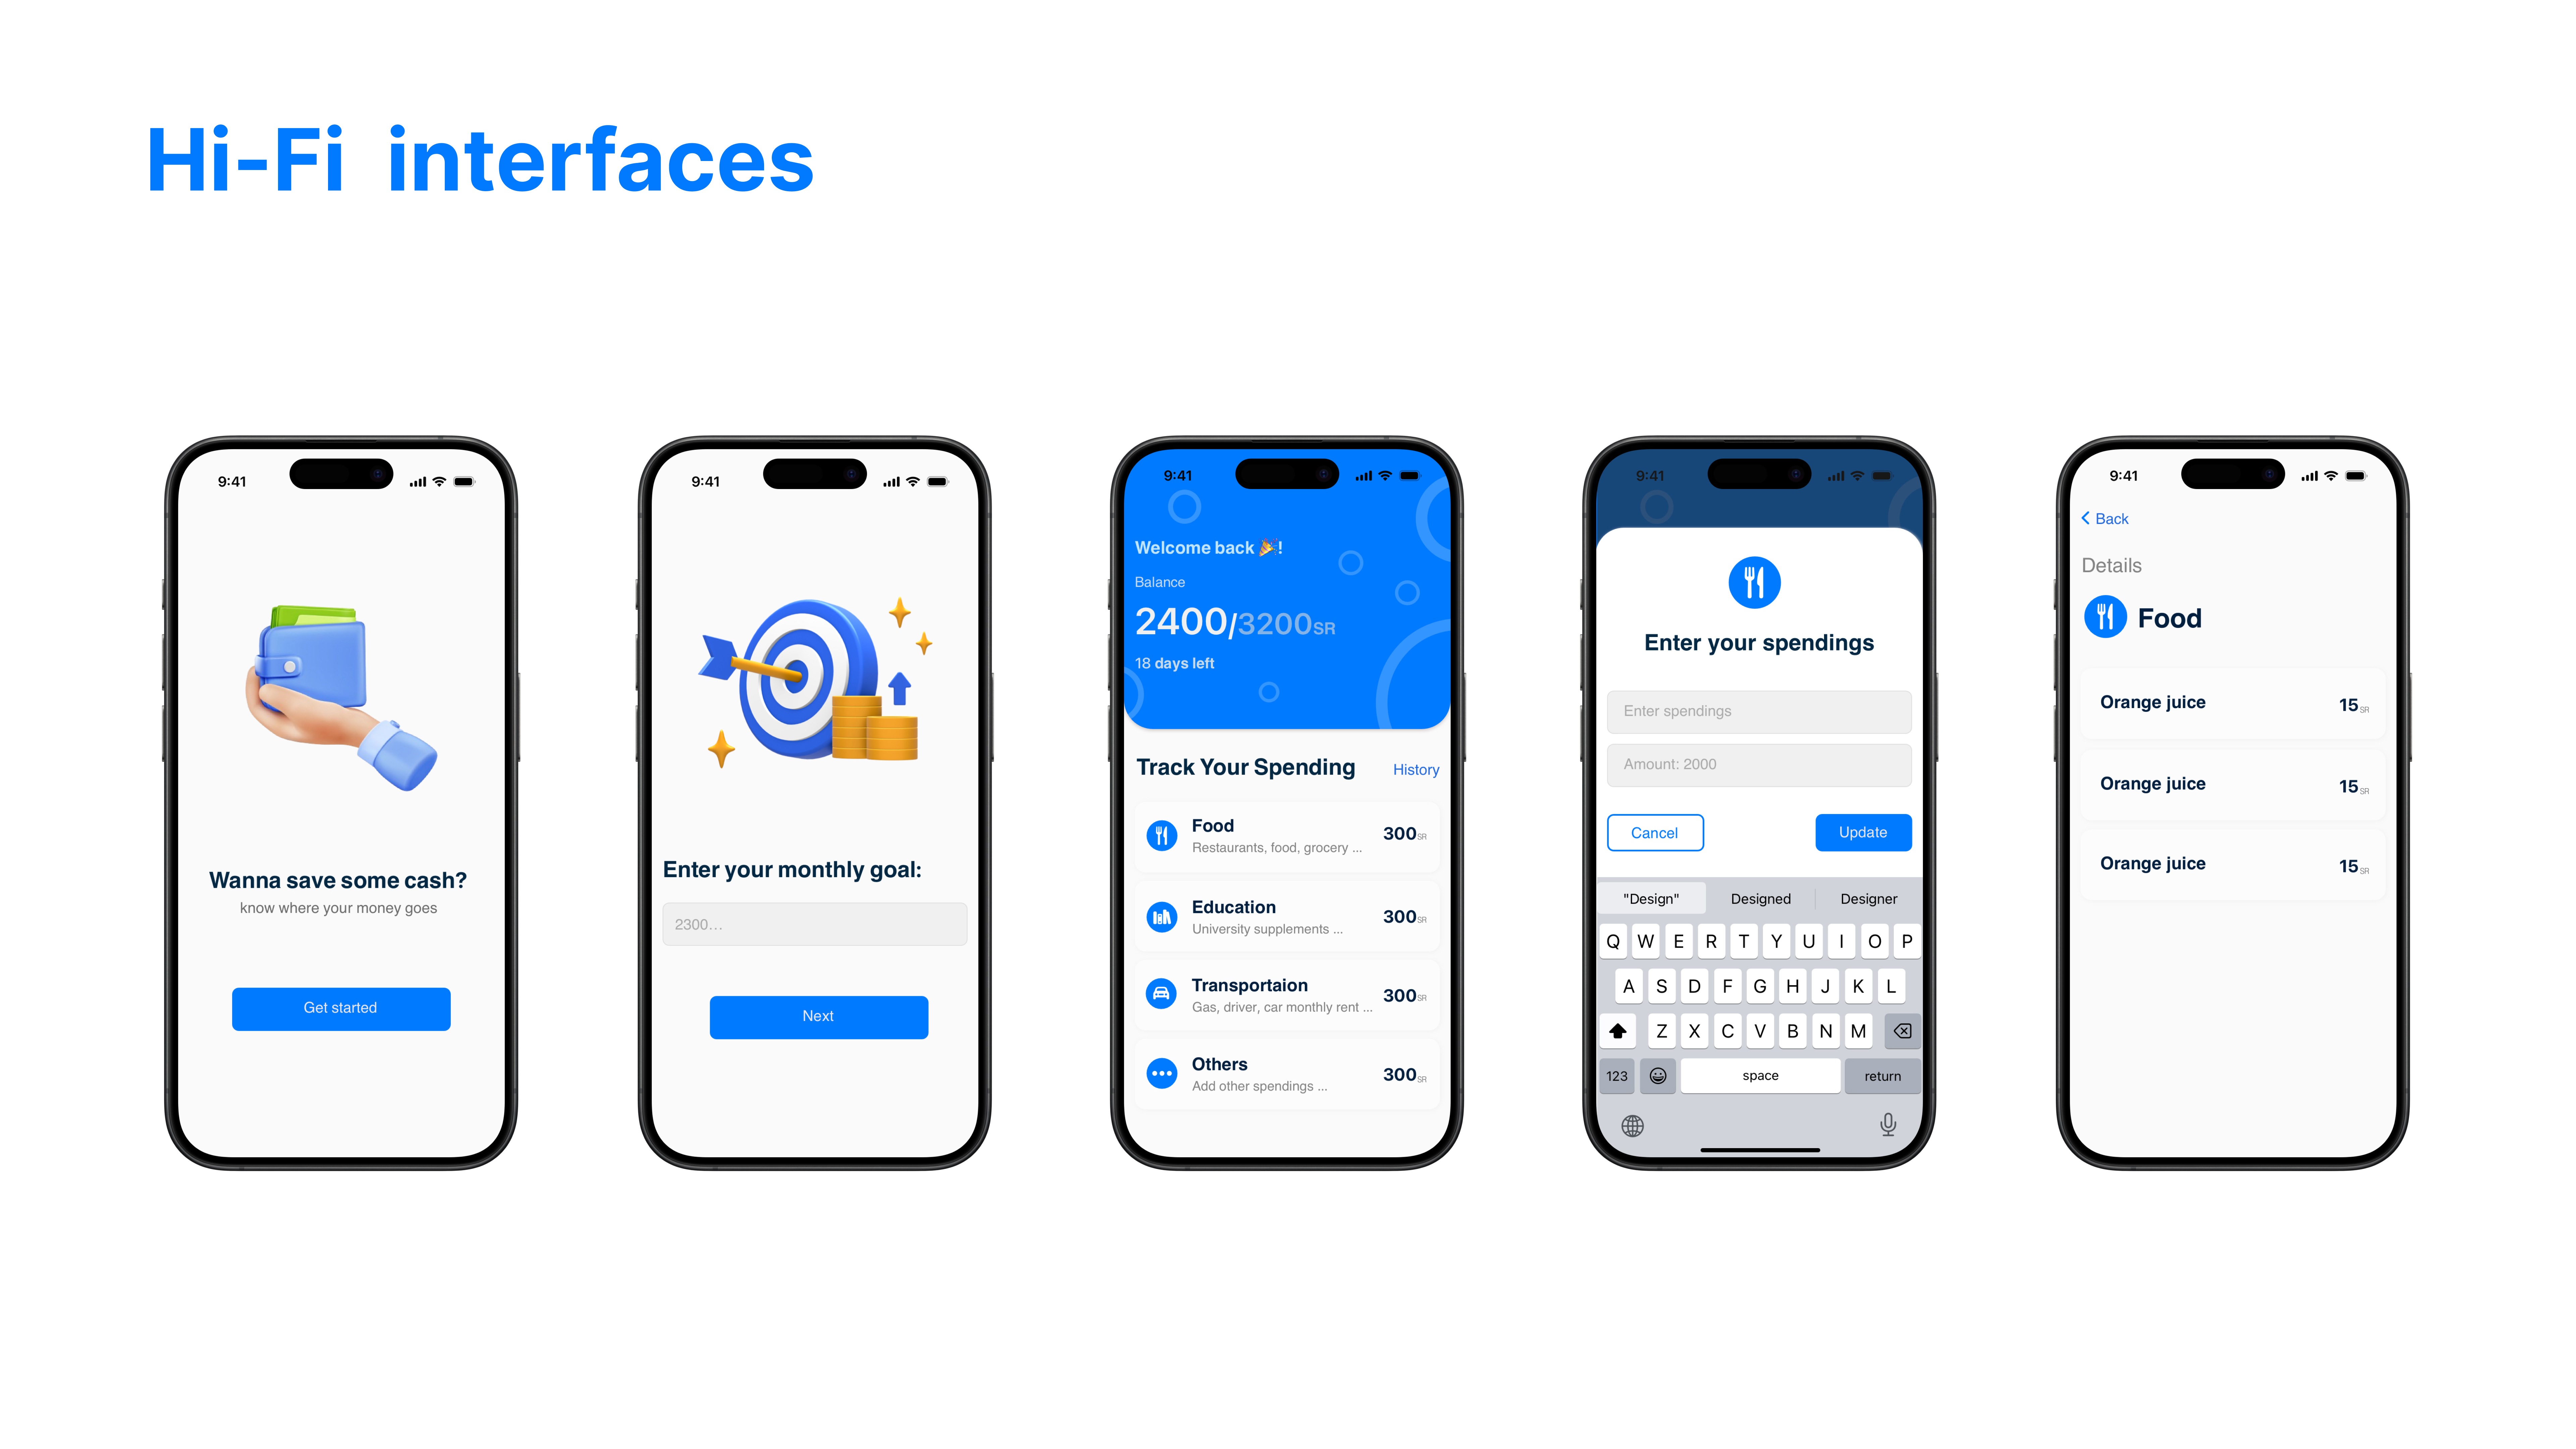 Hi-Fi interfaces
9:41
Wanna save some cash?
know where your money goes
Get started
9:41
Enter your monthly goal:
2300...
Next
9:41
Welcome back 🎉!
Balance
2400/3200SR
18 days left
Track Your Spending
History
Food
Restaurants, food, grocery ...
300SR
Education
University supplements ...
300SR
Transportaion
Gas, driver, car monthly rent ...
300SR
Others
Add other spendings ...
300SR
9:41
Enter your spendings
Enter spendings
Amount: 2000
Cancel
Update
"Design" Designed Designer
Q W E R T Y U I O P
A S D F G H J K L
Z X C V B N M
123 space return
9:41
Back
Details
Food
Orange juice 15SR
Orange juice 15SR
Orange juice 15SR